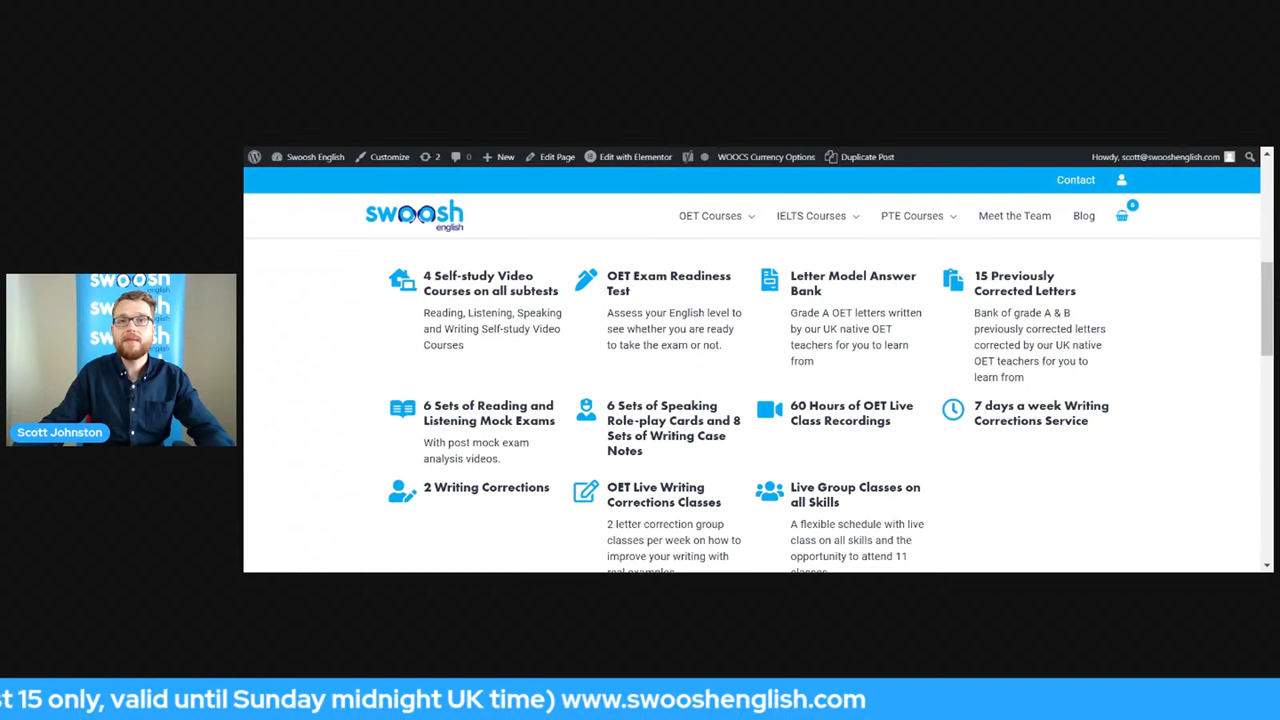 Swoosh English Customize 2 0 New Edit Page Edit with Elementor WOOCS Currency Options Duplicate Post Howdy, scott@swooshenglish.com
Contact
swoosh
english
OET Courses IELTS Courses PTE Courses Meet the Team Blog 6
4 Self-study Video
Courses on all subtests
Reading, Listening, Speaking
and Writing Self-study Video
Courses
OET Exam Readiness
Test
Assess your English level to
see whether you are ready
to take the exam or not.
Letter Model Answer
Bank
Grade A OET letters written
by our UK native OET
teachers for you to learn
from
15 Previously
Corrected Letters
Bank of grade A & B
previously corrected letters
corrected by our UK native
OET teachers for you to
learn from
6 Sets of Reading and
Listening Mock Exams
With post mock exam
analysis videos.
6 Sets of Speaking
Role-play Cards and 8
Sets of Writing Case
Notes
60 Hours of OET Live
Class Recordings
7 days a week Writing
Corrections Service
2 Writing Corrections
OET Live Writing
Corrections Classes
2 letter correction group
classes per week on how to
improve your writing with
real examples
Live Group Classes on
all Skills
A flexible schedule with live
class on all skills and the
opportunity to attend 11
classes
swoosh
english
swoosh
swoosh
Scott Johnston
st 15 only, valid until Sunday midnight UK time) www.swooshenglish.com